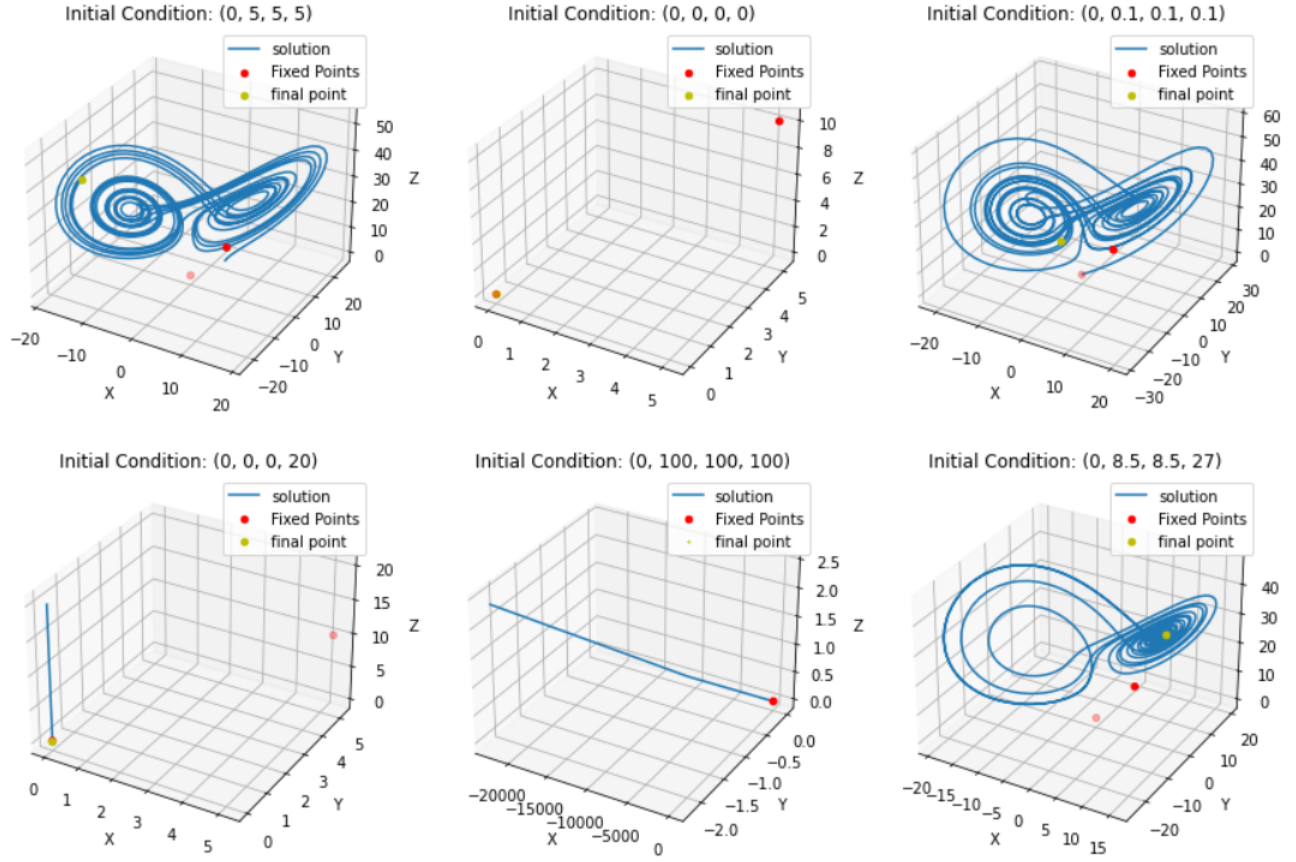 Initial Condition: (0, 5, 5, 5)
solution
Fixed Points
final point
50
40
30
20
10
0
Z
−20
−10
0
10
20
X
−20
−10
0
10
20
Y
Initial Condition: (0, 0, 0, 0)
solution
Fixed Points
final point
10
8
6
4
2
0
Z
0
1
2
3
4
5
X
0
1
2
3
4
5
Y
Initial Condition: (0, 0.1, 0.1, 0.1)
solution
Fixed Points
final point
60
50
40
30
20
10
0
Z
−20
−10
0
10
20
X
−30
−20
−10
0
10
20
30
Y
Initial Condition: (0, 0, 0, 20)
solution
Fixed Points
final point
20
15
10
5
0
Z
0
1
2
3
4
5
X
0
1
2
3
4
5
Y
Initial Condition: (0, 100, 100, 100)
solution
Fixed Points
final point
2.5
2.0
1.5
1.0
0.5
0.0
Z
−20000
−15000
−10000
−5000
0
X
−2.0
−1.5
−1.0
−0.5
0.0
Y
Initial Condition: (0, 8.5, 8.5, 27)
solution
Fixed Points
final point
40
30
20
10
0
Z
−20
−15
−10
−5
0
5
10
15
X
−20
−10
0
10
20
Y